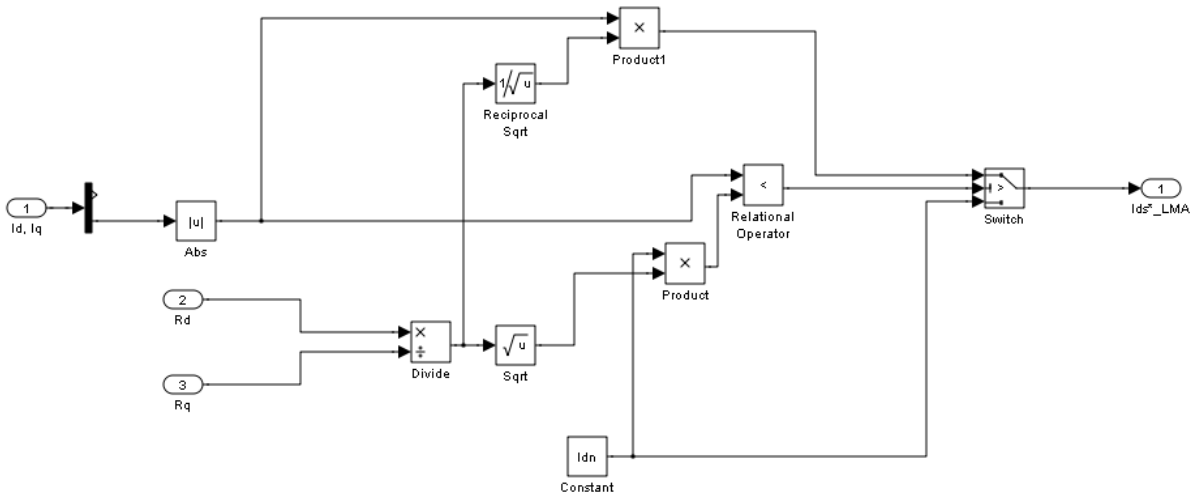 ×
Product1
1/√u
Reciprocal
Sqrt
1
Id, Iq
|u|
Abs
<
Relational
Operator
>
Switch
1
Ids*_LMA
×
Product
2
Rd
×
÷
Divide
√u
Sqrt
3
Rq
Idn
Constant